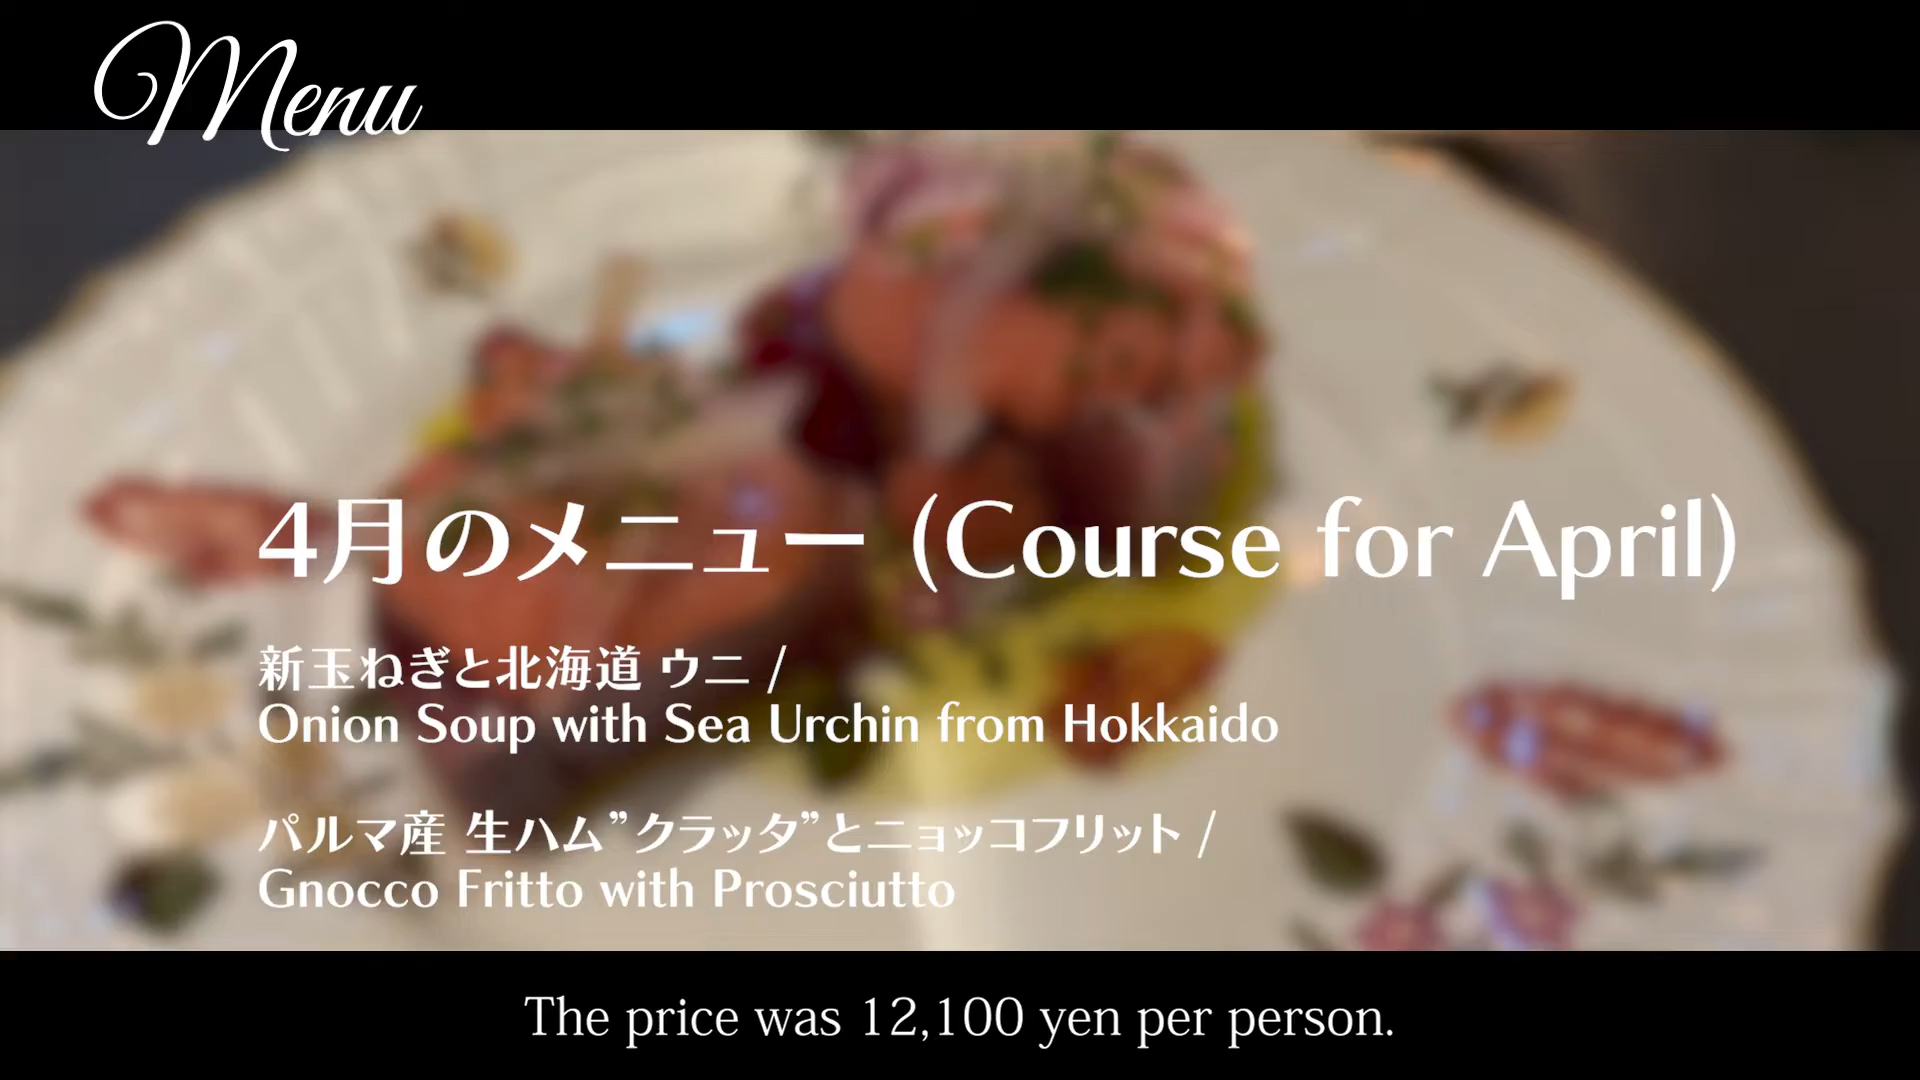 Menu
4月のメニュー (Course for April)
新玉ねぎと北海道 ウニ /
Onion Soup with Sea Urchin from Hokkaido
パルマ産 生ハム”クラッタ”とニョッコフリット /
Gnocco Fritto with Prosciutto
The price was 12,100 yen per person.